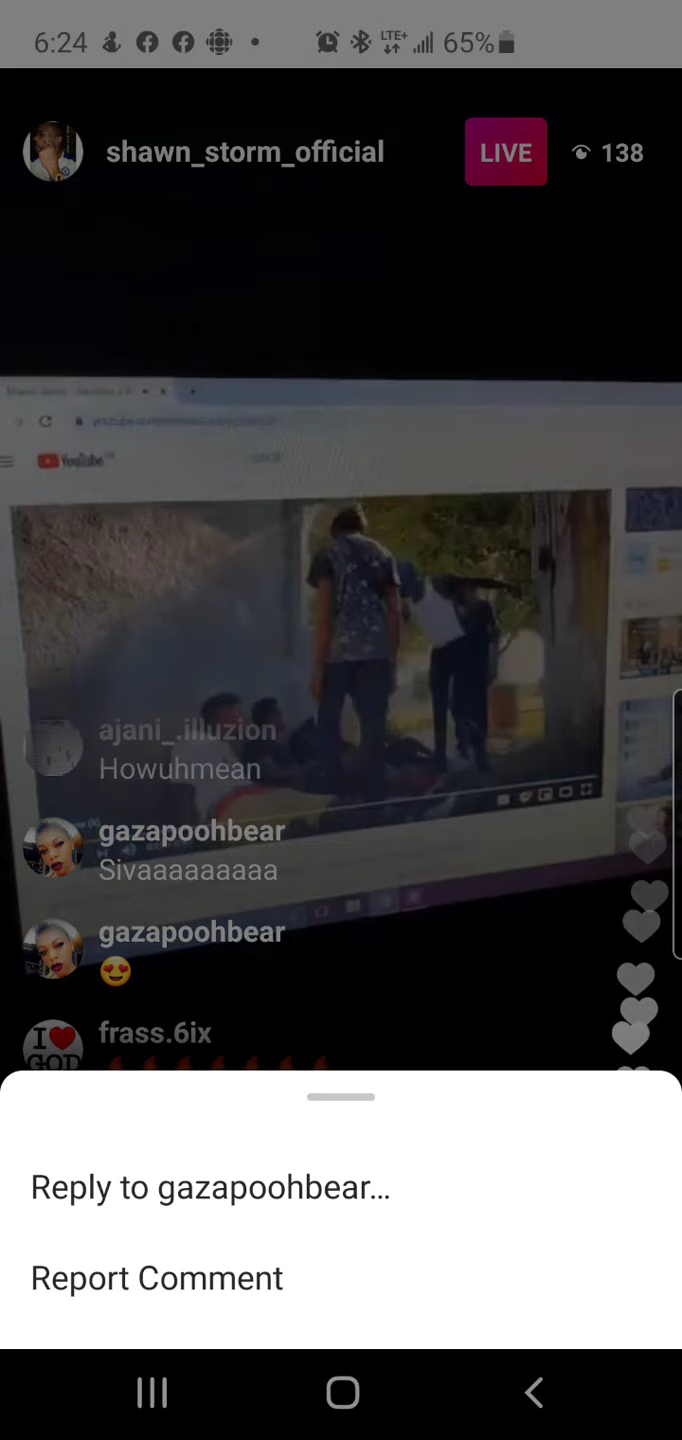 6:24 LTE+ 65%
shawn_storm_official LIVE 138
YouTube
ajani_.illuzion
Howuhmean
gazapoohbear
Sivaaaaaaaaa
gazapoohbear
😍
I ❤ GOD
frass.6ix
Reply to gazapoohbear...
Report Comment